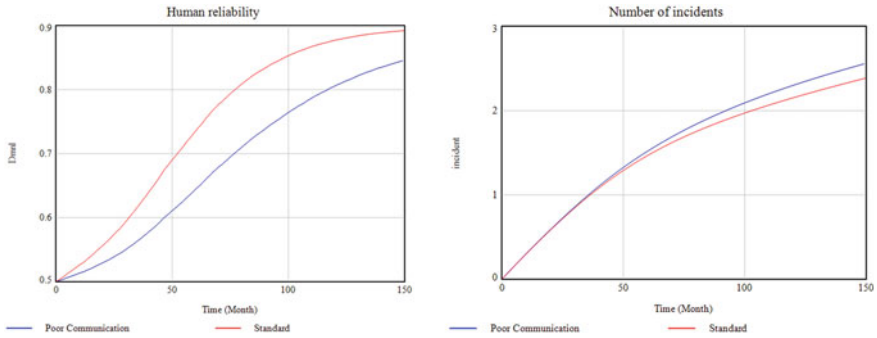 Human reliability
0.9
0.8
0.7
0.6
0.5
Dmnl
0 50 100 150
Time (Month)
Poor Communication Standard
Number of incidents
3
2
1
0
incident
0 50 100 150
Time (Month)
Poor Communication Standard